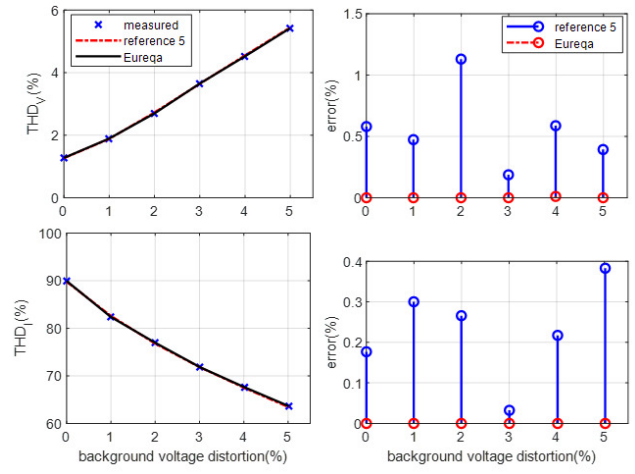 6
4
2
0
THD_V(%)
measured
reference 5
Eureqa
0 1 2 3 4 5
1.5
1
0.5
0
error(%)
reference 5
Eureqa
0 1 2 3 4 5
100
90
80
70
60
THD_I(%)
0 1 2 3 4 5
background voltage distortion(%)
0.4
0.3
0.2
0.1
0
error(%)
0 1 2 3 4 5
background voltage distortion(%)